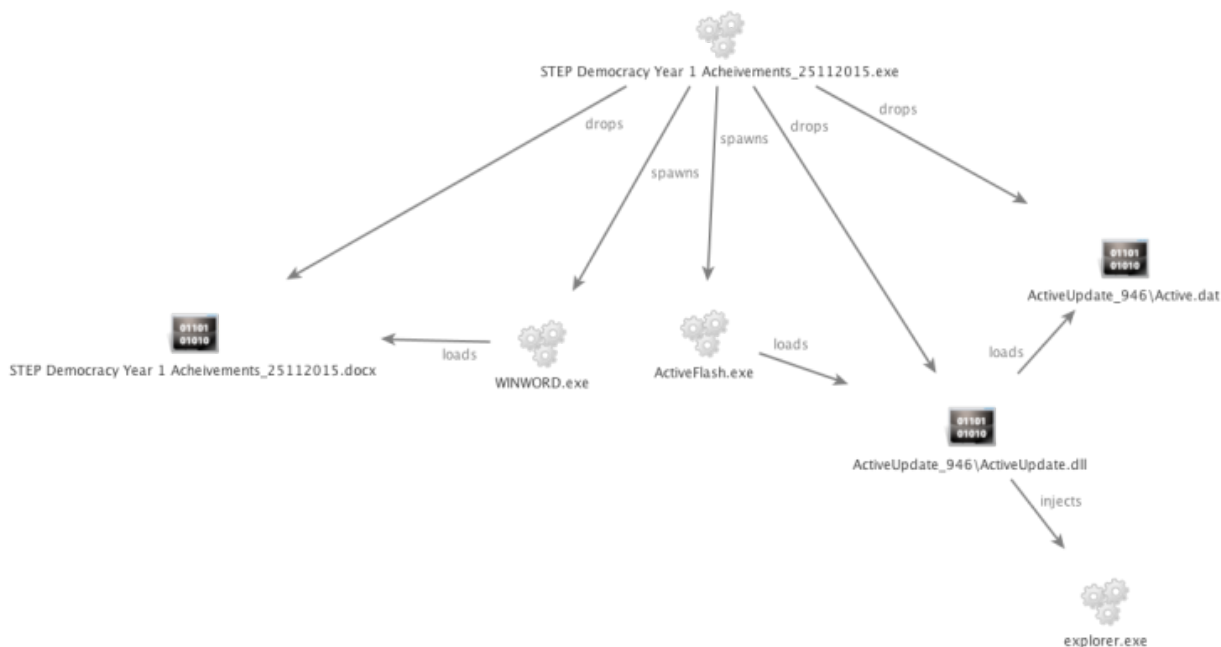 STEP Democracy Year 1 Acheivements_25112015.exe
drops
drops
drops
spawns
spawns
01101
01010
ActiveUpdate_946\Active.dat
01101
01010
STEP Democracy Year 1 Acheivements_25112015.docx
loads
WINWORD.exe
ActiveFlash.exe
loads
loads
01101
01010
ActiveUpdate_946\ActiveUpdate.dll
injects
explorer.exe